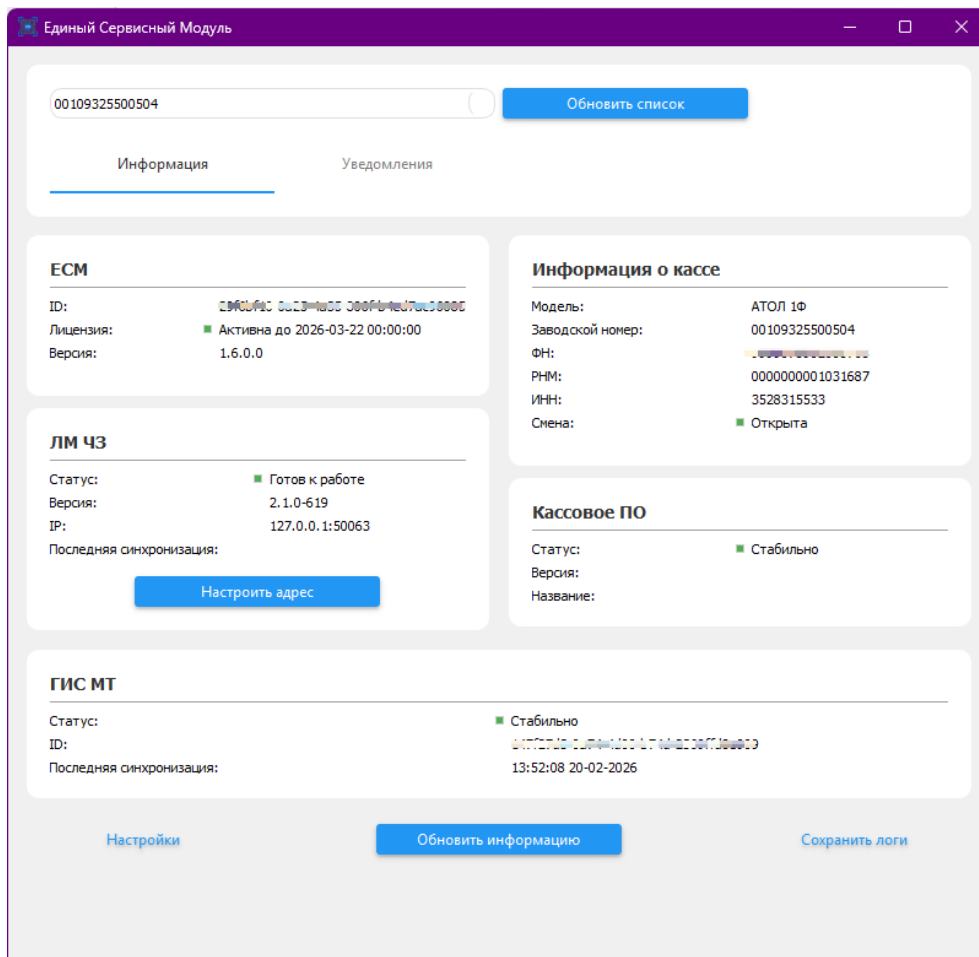 Единый Сервисный Модуль
00109325500504
Обновить список
Информация
Уведомления
ЕСМ
ID:
Лицензия: Активна до 2026-03-22 00:00:00
Версия: 1.6.0.0
ЛМ ЧЗ
Статус: Готов к работе
Версия: 2.1.0-619
IP: 127.0.0.1:50063
Последняя синхронизация:
Настроить адрес
Информация о кассе
Модель: АТОЛ 1Ф
Заводской номер: 00109325500504
ФН:
РНМ: 0000000001031687
ИНН: 3528315533
Смена: Открыта
Кассовое ПО
Статус: Стабильно
Версия:
Название:
ГИС МТ
Статус: Стабильно
ID:
Последняя синхронизация: 13:52:08 20-02-2026
Настройки
Обновить информацию
Сохранить логи